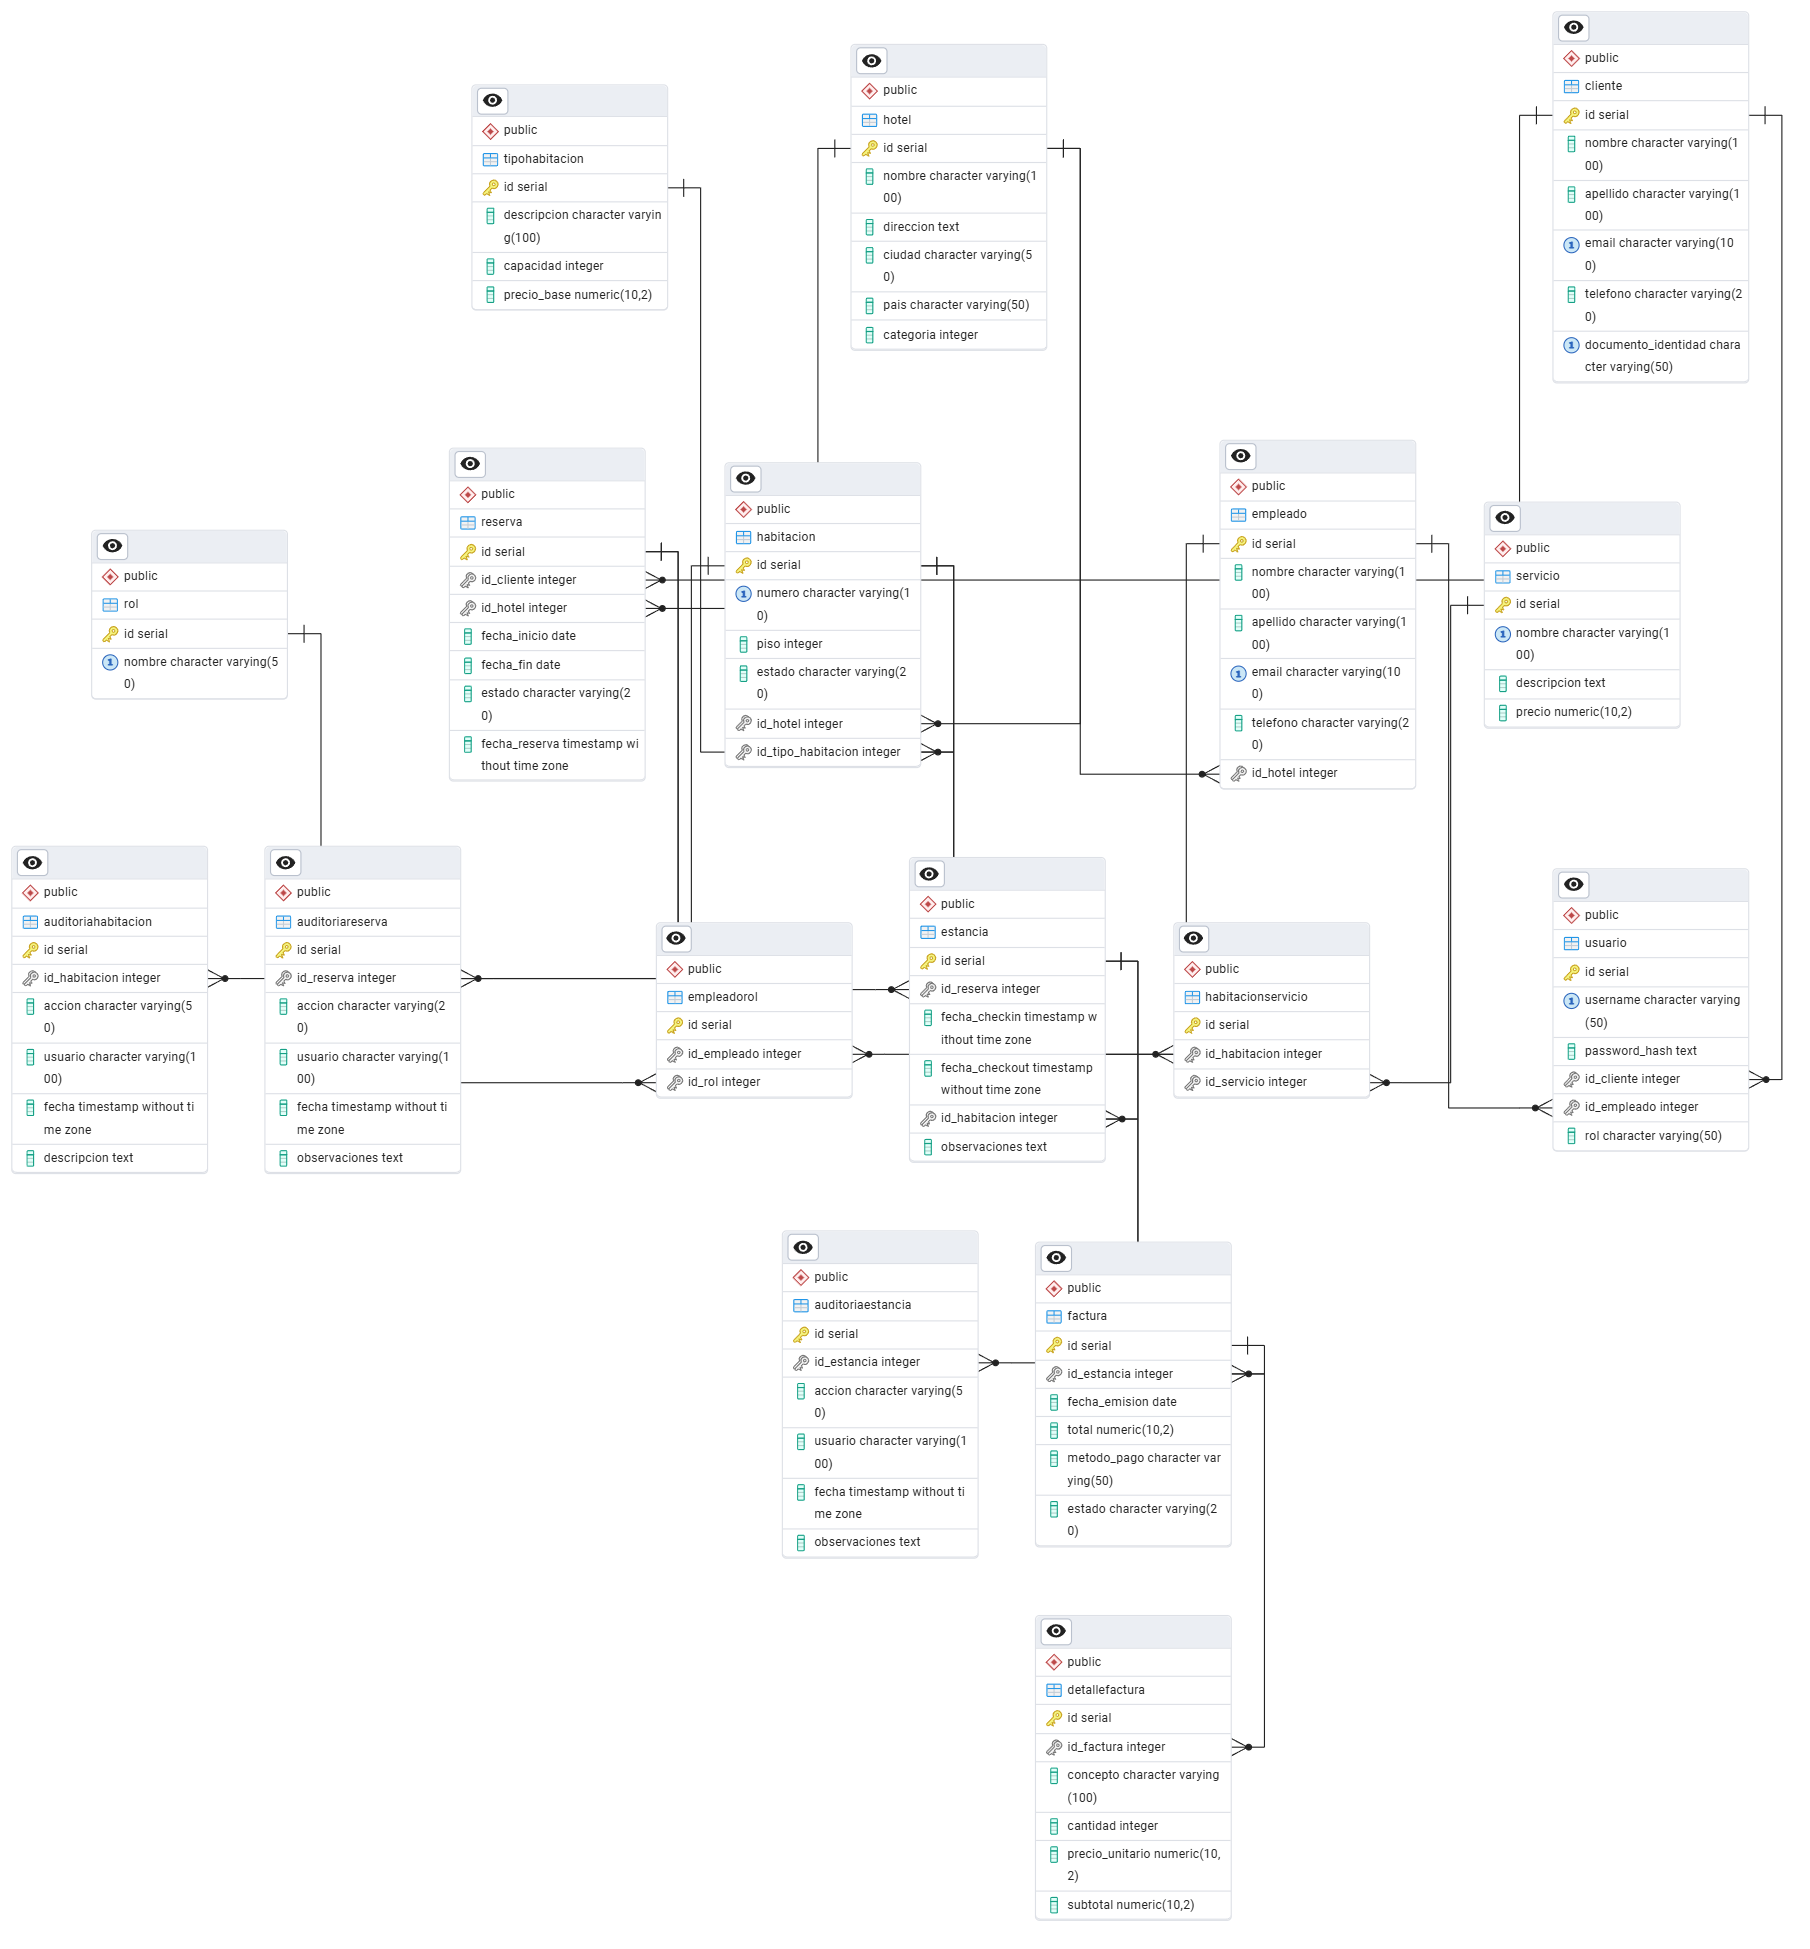 public
cliente
id serial
nombre character varying(1
00)
apellido character varying(1
00)
email character varying(10
0)
telefono character varying(2
0)
documento_identidad chara
cter varying(50)
public
hotel
id serial
nombre character varying(1
00)
direccion text
ciudad character varying(5
0)
pais character varying(50)
categoria integer
public
tipohabitacion
id serial
descripcion character varyin
g(100)
capacidad integer
precio_base numeric(10,2)
public
reserva
id serial
id_cliente integer
id_hotel integer
fecha_inicio date
fecha_fin date
estado character varying(2
0)
fecha_reserva timestamp wi
thout time zone
public
habitacion
id serial
numero character varying(1
0)
piso integer
estado character varying(2
0)
id_hotel integer
id_tipo_habitacion integer
public
empleado
id serial
nombre character varying(1
00)
apellido character varying(1
00)
email character varying(10
0)
telefono character varying(2
0)
id_hotel integer
public
servicio
id serial
nombre character varying(1
00)
descripcion text
precio numeric(10,2)
public
rol
id serial
nombre character varying(5
0)
public
auditoriahabitacion
id serial
id_habitacion integer
accion character varying(5
0)
usuario character varying(1
00)
fecha timestamp without ti
me zone
descripcion text
public
auditoriareserva
id serial
id_reserva integer
accion character varying(2
0)
usuario character varying(1
00)
fecha timestamp without ti
me zone
observaciones text
public
empleadorol
id serial
id_empleado integer
id_rol integer
public
estancia
id serial
id_reserva integer
fecha_checkin timestamp w
ithout time zone
fecha_checkout timestamp
without time zone
id_habitacion integer
observaciones text
public
habitacionservicio
id serial
id_habitacion integer
id_servicio integer
public
usuario
id serial
username character varying
(50)
password_hash text
id_cliente integer
id_empleado integer
rol character varying(50)
public
auditoriaestancia
id serial
id_estancia integer
accion character varying(5
0)
usuario character varying(1
00)
fecha timestamp without ti
me zone
observaciones text
public
factura
id serial
id_estancia integer
fecha_emision date
total numeric(10,2)
metodo_pago character var
ying(50)
estado character varying(2
0)
public
detallefactura
id serial
id_factura integer
concepto character varying
(100)
cantidad integer
precio_unitario numeric(10,
2)
subtotal numeric(10,2)